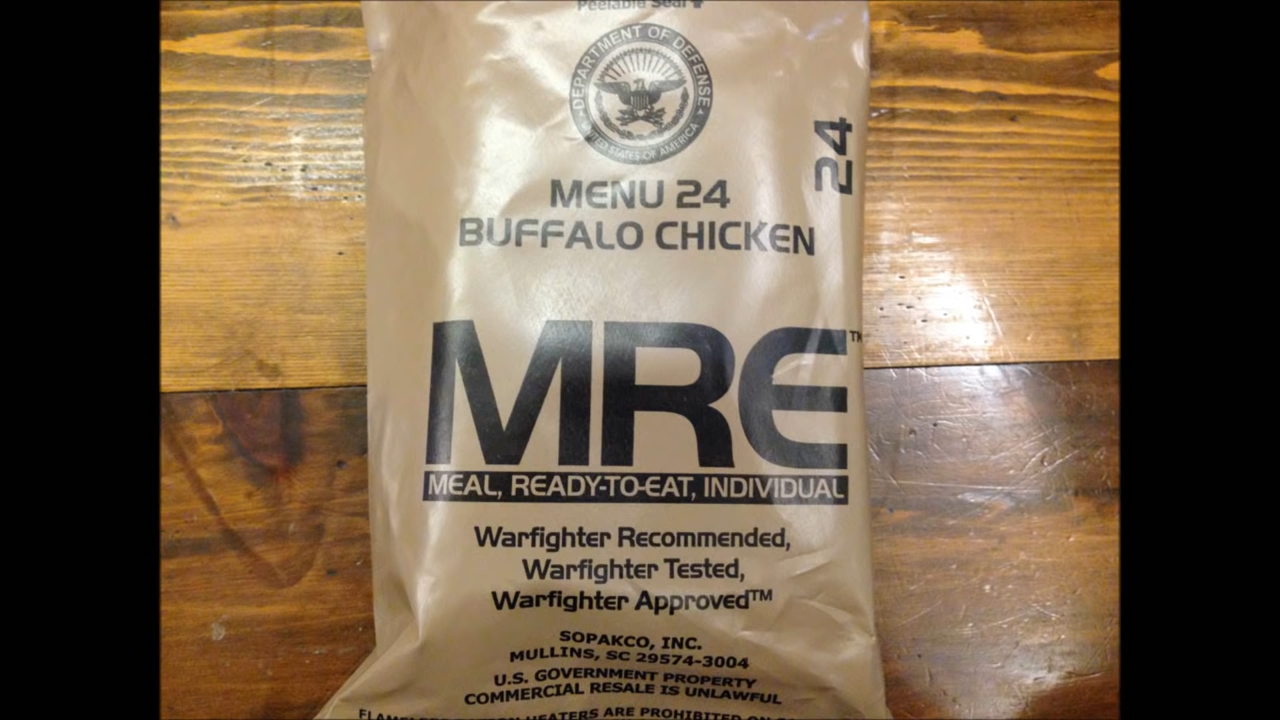 Peelable Seal
DEPARTMENT OF DEFENSE
UNITED STATES OF AMERICA
24
MENU 24
BUFFALO CHICKEN
MRE™
MEAL, READY-TO-EAT, INDIVIDUAL
Warfighter Recommended,
Warfighter Tested,
Warfighter Approved™
SOPAKCO, INC.
MULLINS, SC 29574-3004
U.S. GOVERNMENT PROPERTY
COMMERCIAL RESALE IS UNLAWFUL
HEATERS ARE PROHIBITED ON